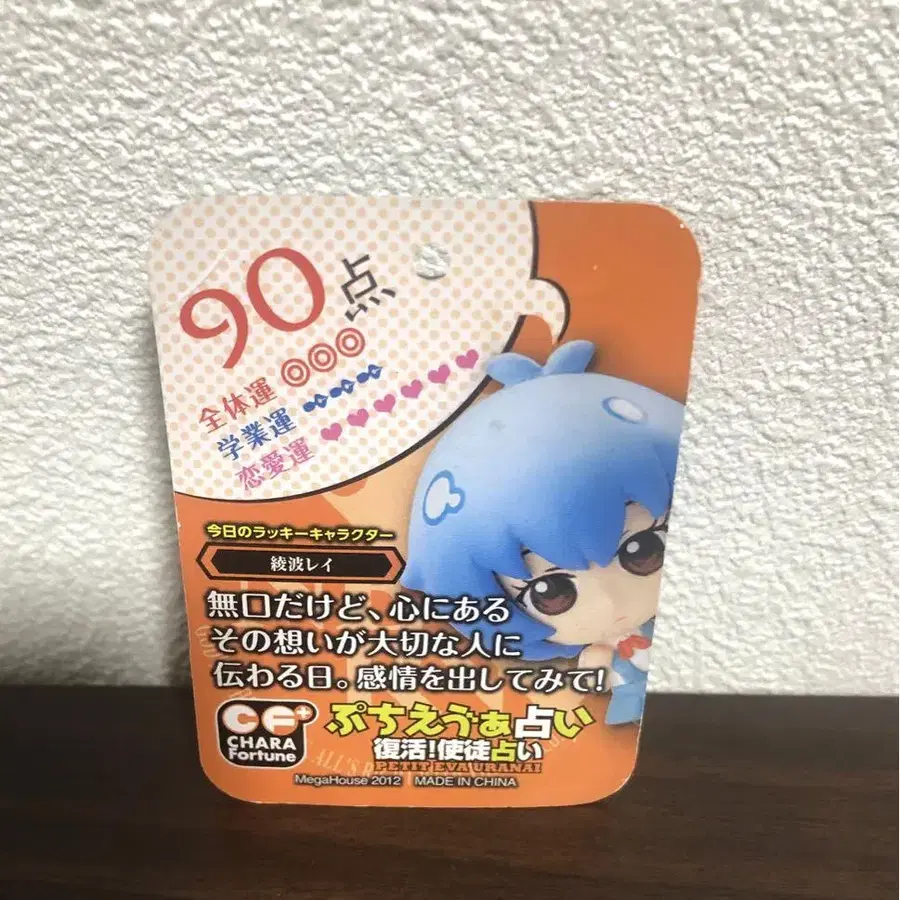 90点
全体運 ◎◎◎
学業運
恋愛運 ♥♥♥♥♥♥
今日のラッキーキャラクター
綾波レイ
無口だけど、心にある
その想いが大切な人に
伝わる日。感情を出してみて!
CF+
CHARA
Fortune
ぷちえゔぁ占い
復活!使徒占い
PETIT EVA URANAI
MegaHouse 2012 MADE IN CHINA